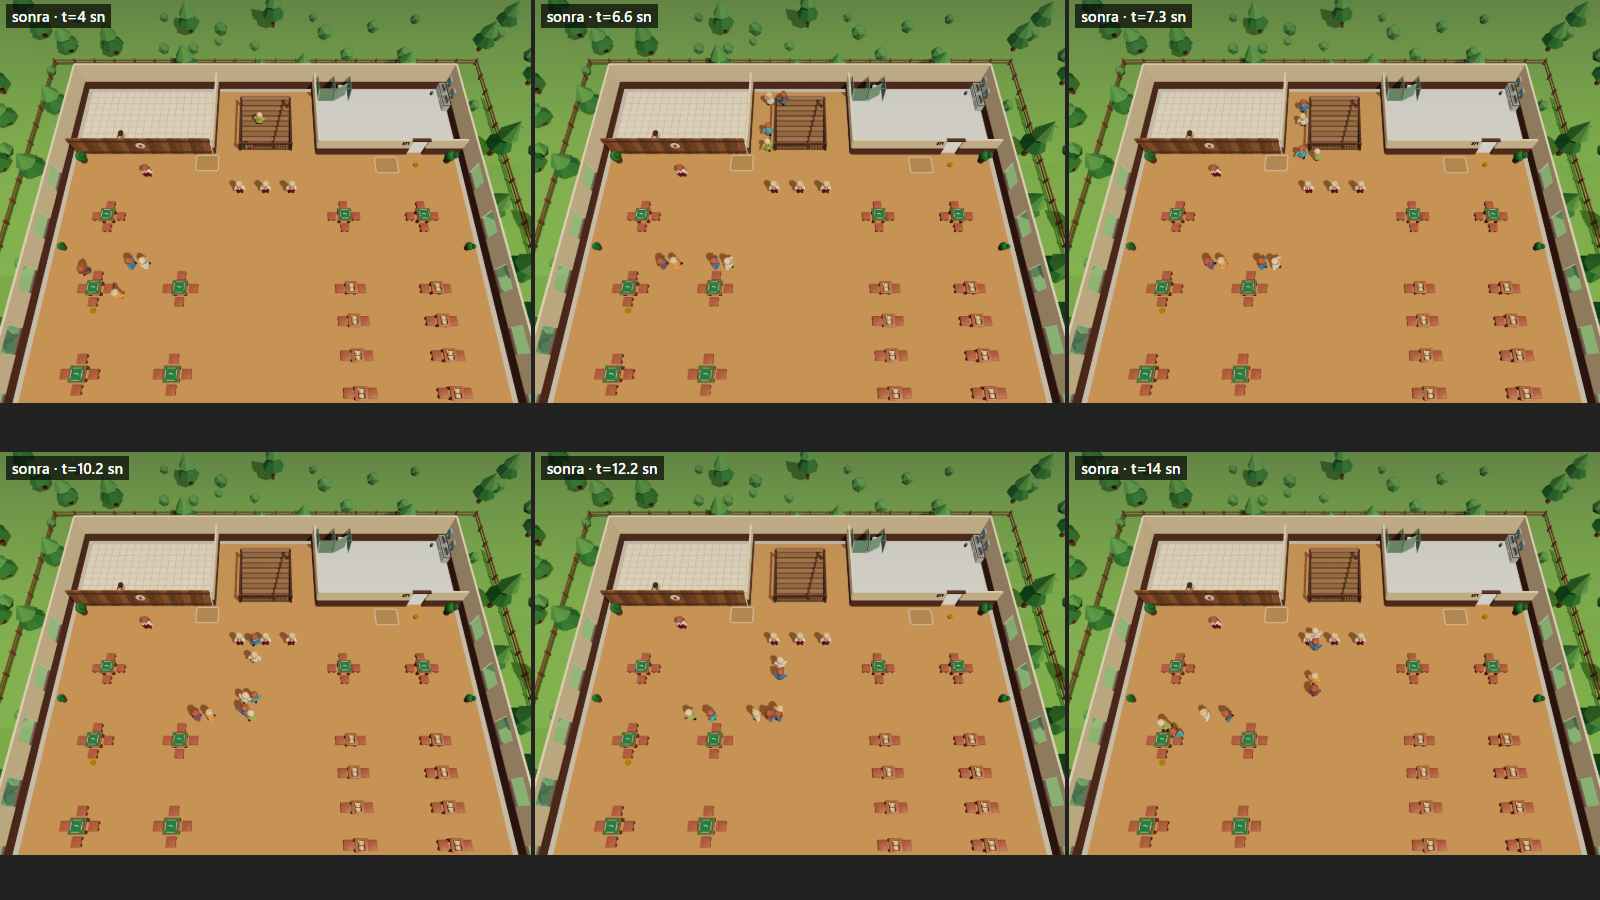 sonra · t=4 sn
sonra · t=6.6 sn
sonra · t=7.3 sn
sonra · t=10.2 sn
sonra · t=12.2 sn
sonra · t=14 sn